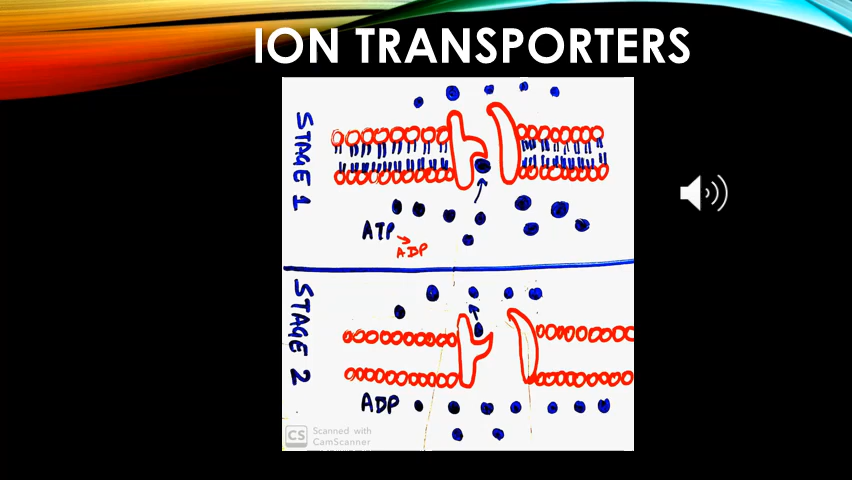 ION TRANSPORTERS
STAGE 1
ATP
ADP
STAGE 2
ADP
CS Scanned with
CamScanner